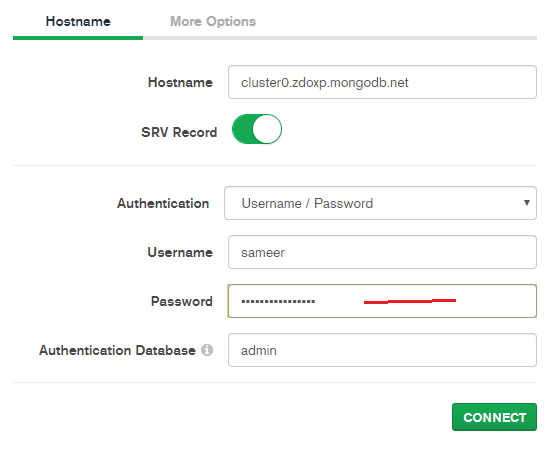 Hostname More Options
Hostname cluster0.zdoxp.mongodb.net
SRV Record
Authentication Username / Password
Username sameer
Password ••••••••••••••••
Authentication Database admin
CONNECT